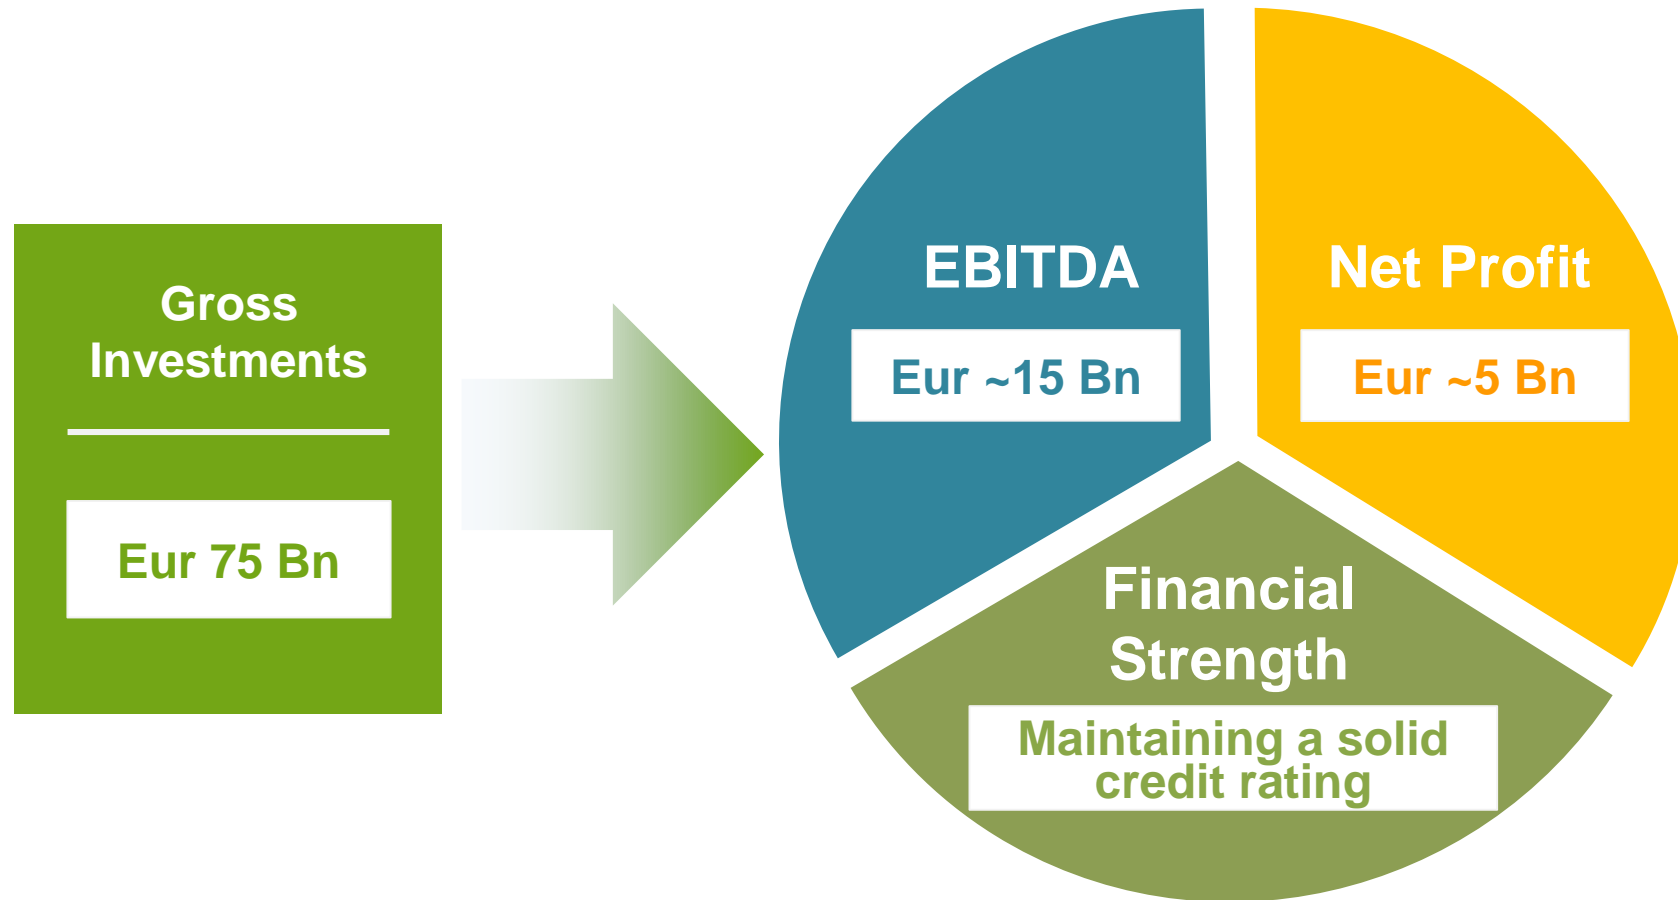 Gross
Investments
Eur 75 Bn
EBITDA
Eur ~15 Bn
Net Profit
Eur ~5 Bn
Financial
Strength
Maintaining a solid
credit rating